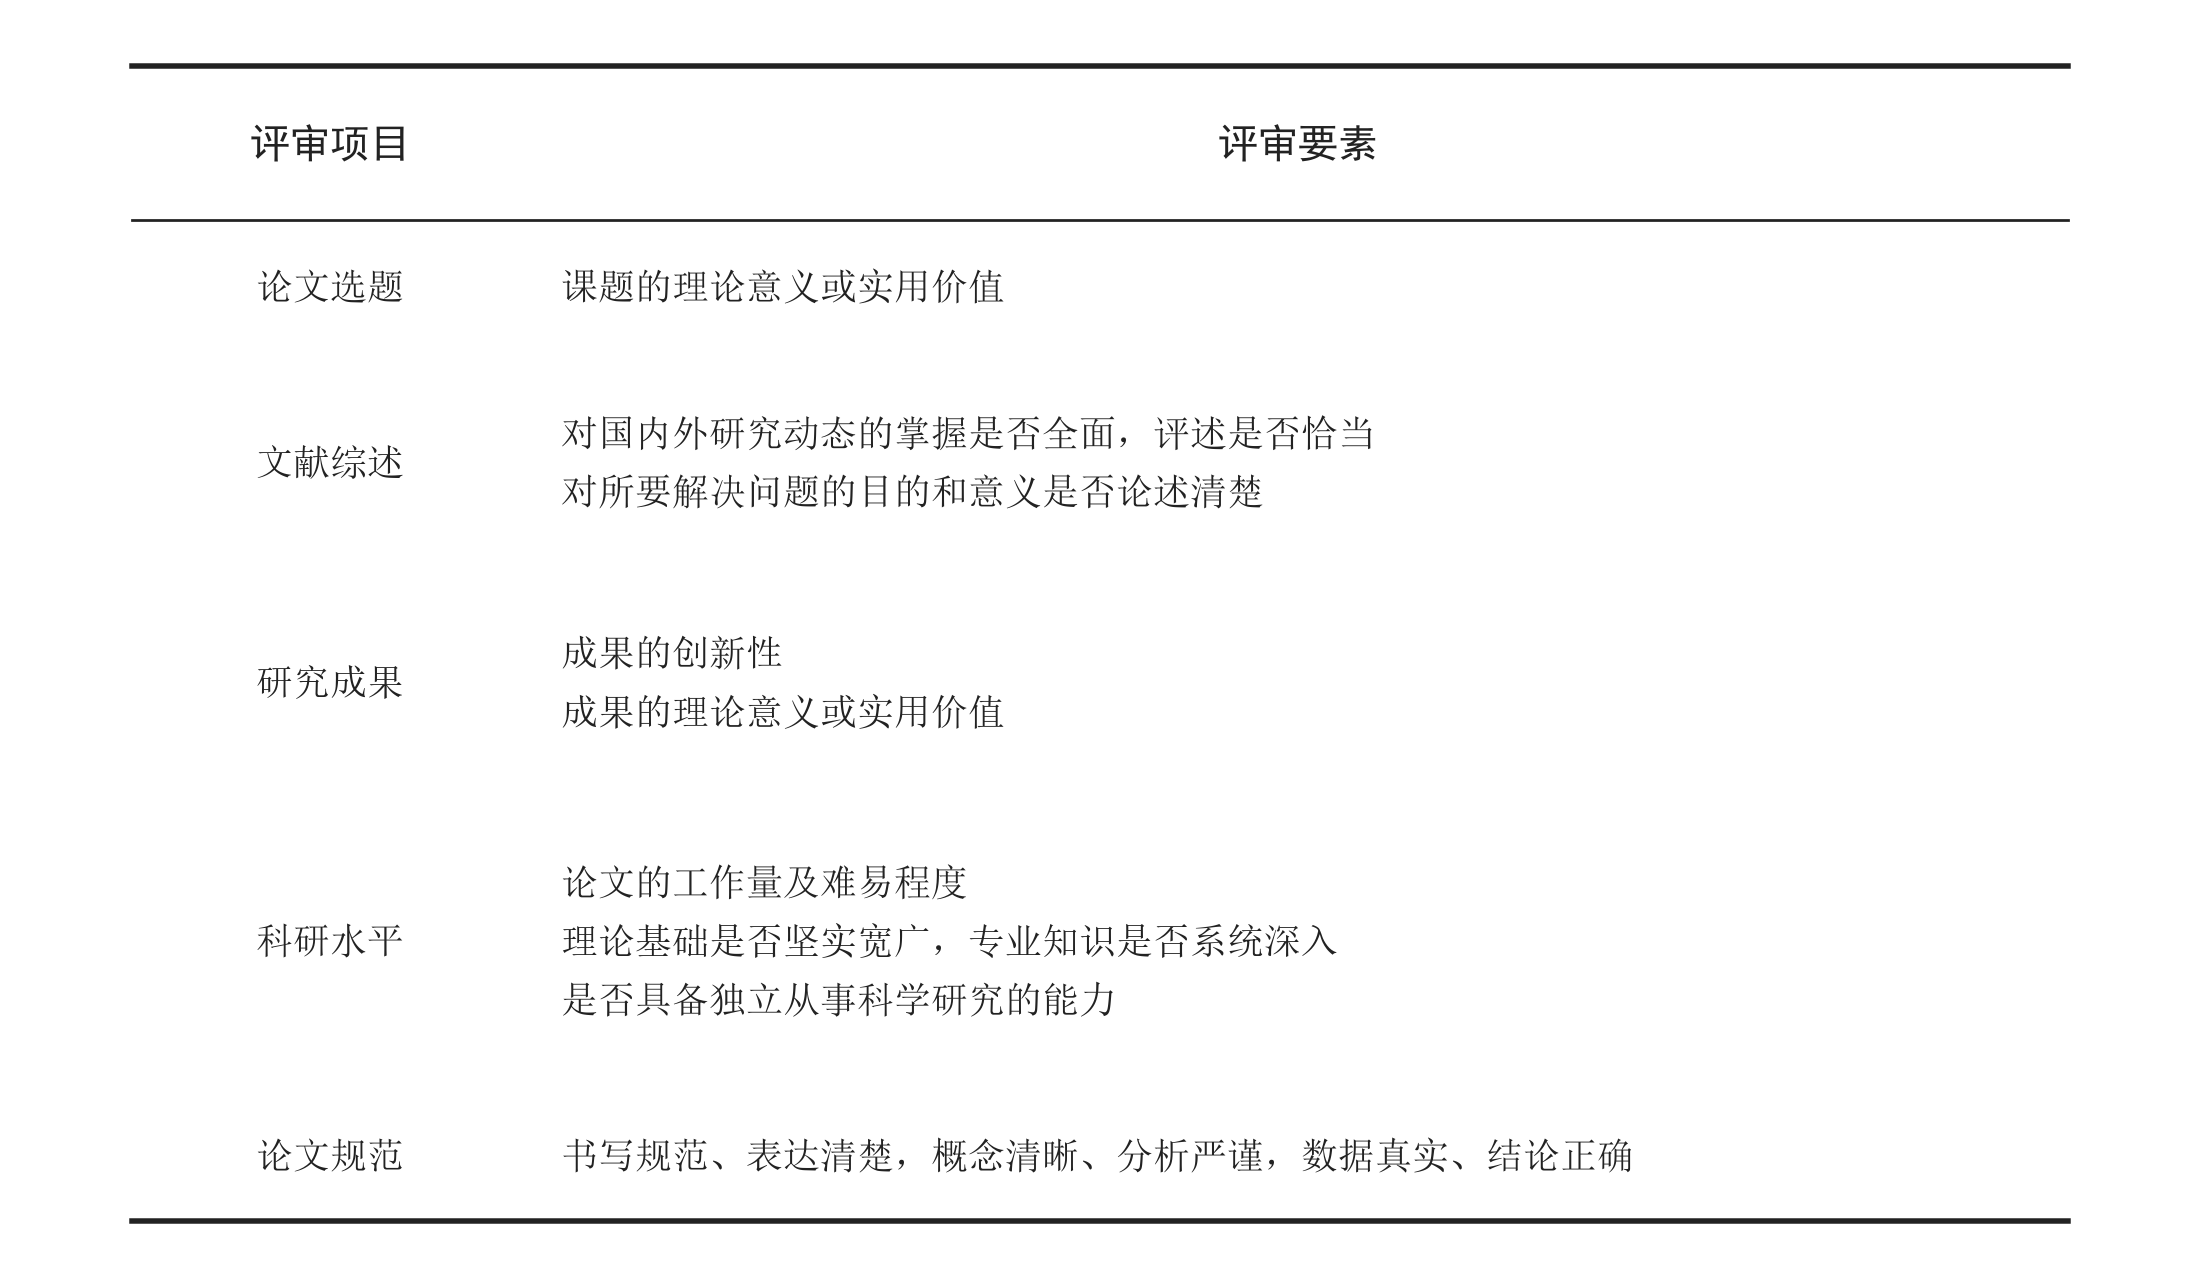 评审项目 评审要素
论文选题 课题的理论意义或实用价值
文献综述
对国内外研究动态的掌握是否全面，评述是否恰当
对所要解决问题的目的和意义是否论述清楚
研究成果
成果的创新性
成果的理论意义或实用价值
科研水平
论文的工作量及难易程度
理论基础是否坚实宽广，专业知识是否系统深入
是否具备独立从事科学研究的能力
论文规范 书写规范、表达清楚，概念清晰、分析严谨，数据真实、结论正确